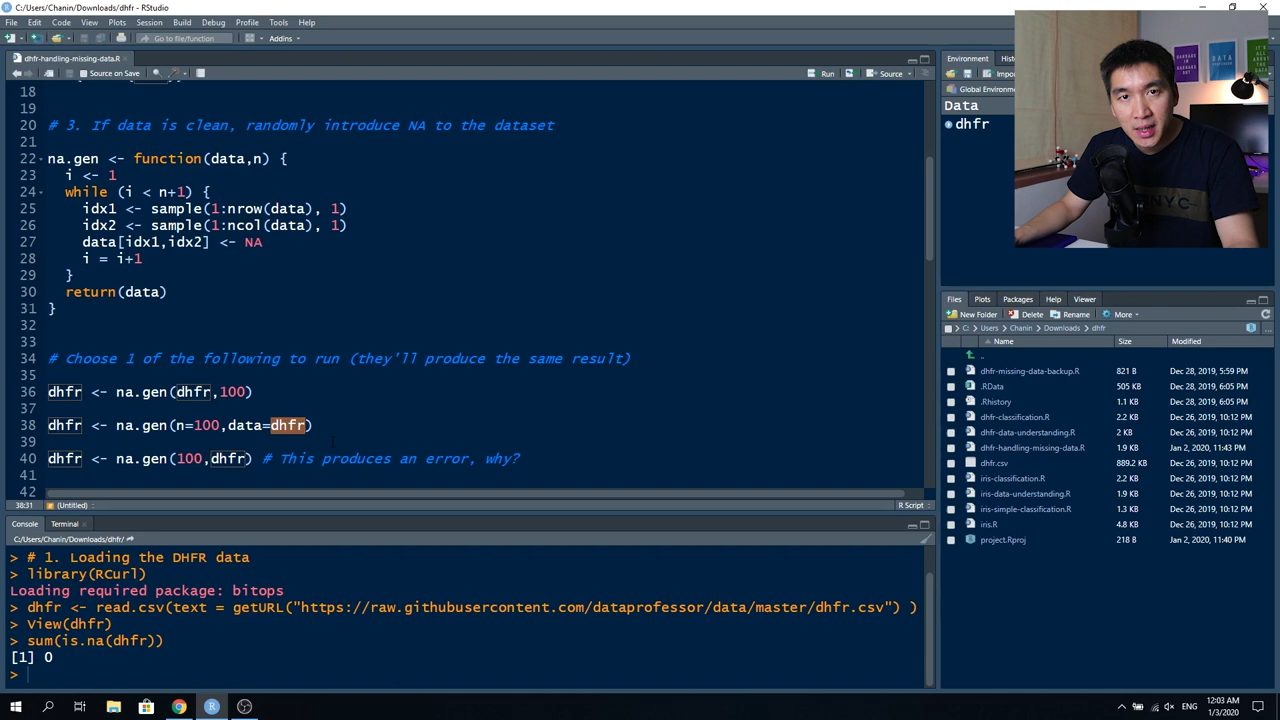 C:/Users/Chanin/Downloads/dhfr - RStudio
File Edit Code View Plots Session Build Debug Profile Tools Help
Go to file/function Addins
dhfr-handling-missing-data.R
Source on Save Run Source
18
19
20 # 3. If data is clean, randomly introduce NA to the dataset
21
22 na.gen <- function(data,n) {
23 i <- 1
24 while (i < n+1) {
25 idx1 <- sample(1:nrow(data), 1)
26 idx2 <- sample(1:ncol(data), 1)
27 data[idx1,idx2] <- NA
28 i = i+1
29 }
30 return(data)
31 }
32
33
34 # Choose 1 of the following to run (they'll produce the same result)
35
36 dhfr <- na.gen(dhfr,100)
37
38 dhfr <- na.gen(n=100,data=dhfr)
39
40 dhfr <- na.gen(100,dhfr) # This produces an error, why?
41
42
38:31 (Untitled) R Script
Console Terminal
C:/Users/Chanin/Downloads/dhfr/
> # 1. Loading the DHFR data
> library(RCurl)
Loading required package: bitops
> dhfr <- read.csv(text = getURL("https://raw.githubusercontent.com/dataprofessor/data/master/dhfr.csv") )
> View(dhfr)
> sum(is.na(dhfr))
[1] 0
>
Environment
Global Environme
Data
dhfr
DATA
NYC
Files Plots Packages Help Viewer
New Folder Delete Rename More
C: Users Chanin Downloads dhfr
Name Size Modified
..
dhfr-missing-data-backup.R 821 B Dec 28, 2019, 5:59 PM
.RData 505 KB Dec 28, 2019, 6:05 PM
.Rhistory 1.1 KB Dec 28, 2019, 6:05 PM
dhfr-classification.R 2.2 KB Dec 26, 2019, 10:12 PM
dhfr-data-understanding.R 2 KB Dec 26, 2019, 10:12 PM
dhfr-handling-missing-data.R 1.9 KB Jan 2, 2020, 11:43 PM
dhfr.csv 889.2 KB Dec 26, 2019, 10:12 PM
iris-classification.R 2.2 KB Dec 26, 2019, 10:12 PM
iris-data-understanding.R 1.9 KB Dec 26, 2019, 10:12 PM
iris-simple-classification.R 1.3 KB Dec 26, 2019, 10:12 PM
iris.R 4.8 KB Dec 26, 2019, 10:12 PM
project.Rproj 218 B Jan 2, 2020, 11:40 PM
ENG
12:03 AM
1/3/2020